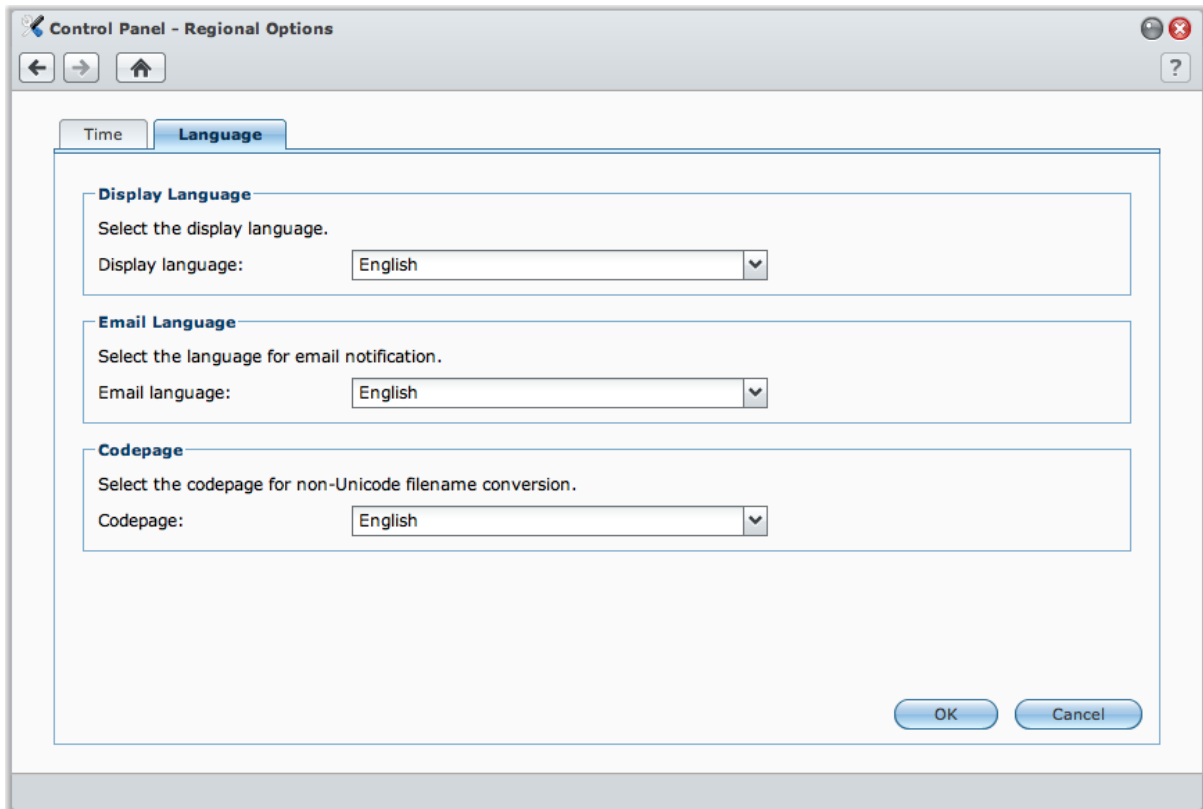 Control Panel - Regional Options
?
Time Language
Display Language
Select the display language.
Display language: English
Email Language
Select the language for email notification.
Email language: English
Codepage
Select the codepage for non-Unicode filename conversion.
Codepage: English
OK Cancel